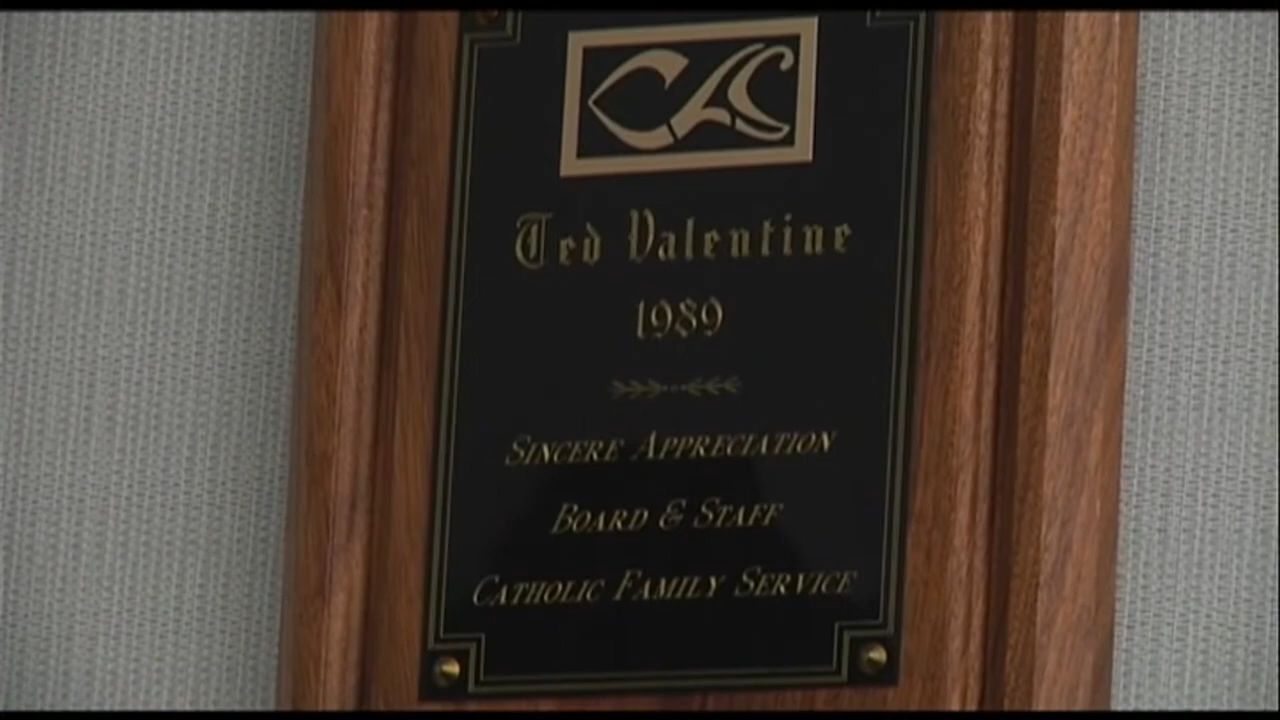 Ted Valentine
1989
Sincere Appreciation
Board & Staff
Catholic Family Service